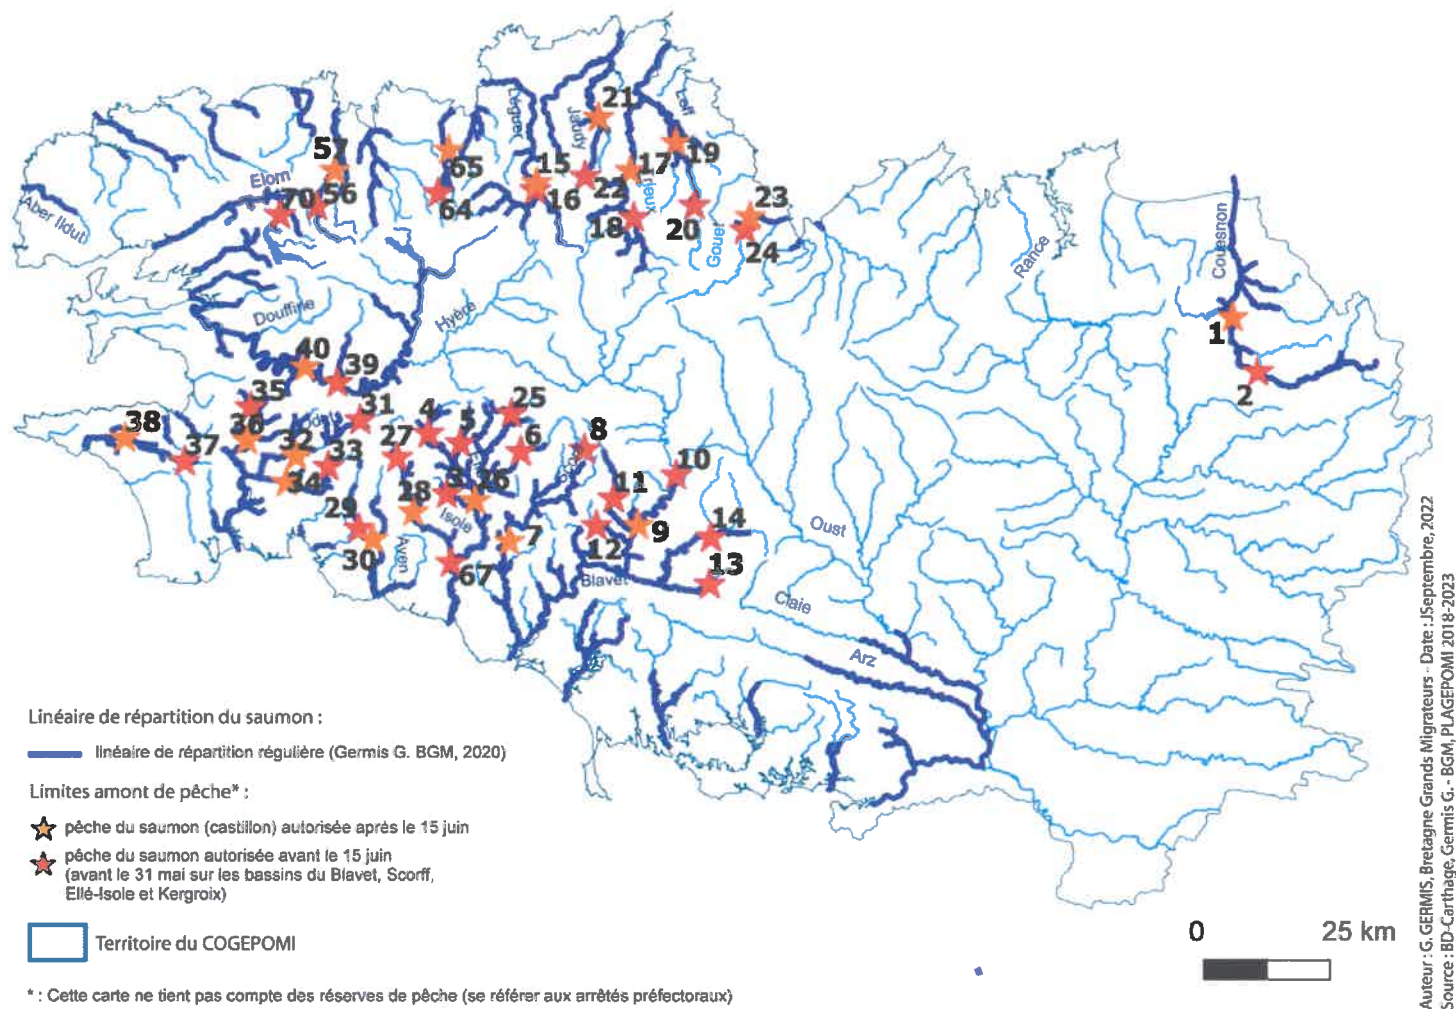 21
Leff
Léguer
Jaudy
57
65
15
17
19
Elorn
70
56
64
16
22
Trieux
23
Aber Ildut
18
20
Gouet
24
Rance
Couesnon
Douffine
Hyère
1
40
39
2
35
31
4
25
38
36
32
27
5
6
8
37
33
10
34
28
3
26
11
29
Isole
14
Oust
30
Aven
7
12
9
67
Blavet
13
Claie
Arz
Linéaire de répartition du saumon :
linéaire de répartition régulière (Germis G. BGM, 2020)
Limites amont de pêche* :
pêche du saumon (castillon) autorisée après le 15 juin
pêche du saumon autorisée avant le 15 juin
(avant le 31 mai sur les bassins du Blavet, Scorff,
Ellé-Isole et Kergroix)
Territoire du COGEPOMI
0 25 km
* : Cette carte ne tient pas compte des réserves de pêche (se référer aux arrêtés préfectoraux)
Auteur : G. GERMIS, Bretagne Grands Migrateurs - Date : JSeptembre, 2022
Source : BD-Carthage, Germis G. - BGM, PLAGEPOMI 2018-2023